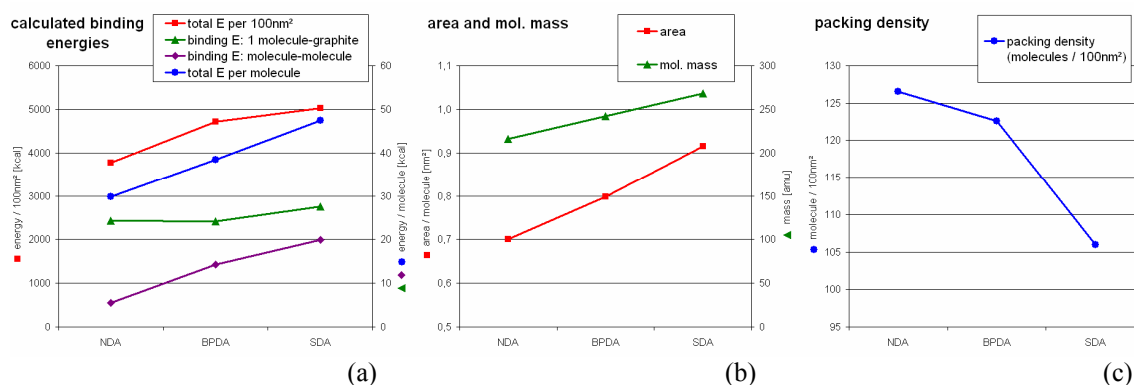 calculated binding
energies
total E per 100nm²
binding E: 1 molecule-graphite
binding E: molecule-molecule
total E per molecule
6000
5000
4000
3000
2000
1000
0
energy / 100nm² [kcal]
60
50
40
30
20
10
0
energy / molecule [kcal]
NDA BPDA SDA
(a)
area and mol. mass
area
mol. mass
1,1
1,0
0,9
0,8
0,7
0,6
0,5
area / molecule [nm²]
300
250
200
150
100
50
0
mass [amu]
NDA BPDA SDA
(b)
packing density
packing density
(molecules / 100nm²)
130
125
120
115
110
105
100
95
molecule / 100nm²
NDA BPDA SDA
(c)